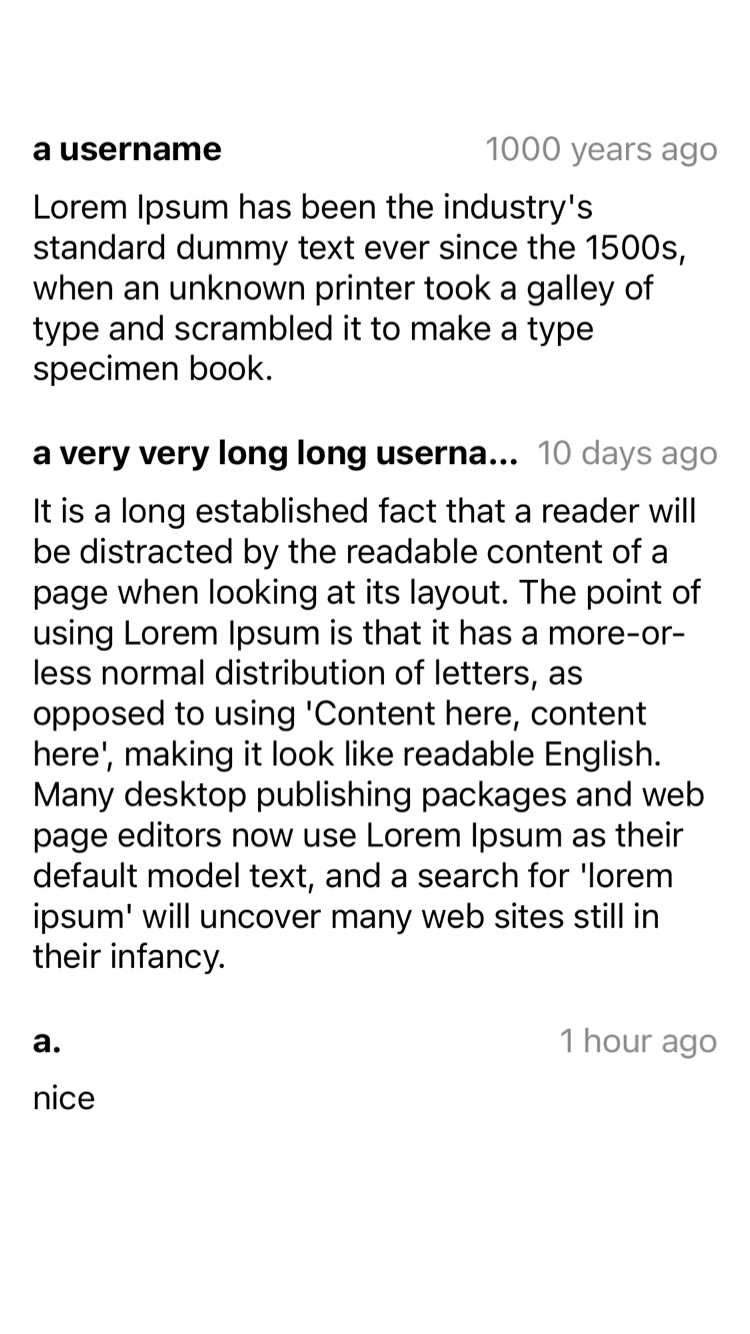 a username 1000 years ago
Lorem Ipsum has been the industry's
standard dummy text ever since the 1500s,
when an unknown printer took a galley of
type and scrambled it to make a type
specimen book.
a very very long long userna... 10 days ago
It is a long established fact that a reader will
be distracted by the readable content of a
page when looking at its layout. The point of
using Lorem Ipsum is that it has a more-or-
less normal distribution of letters, as
opposed to using 'Content here, content
here', making it look like readable English.
Many desktop publishing packages and web
page editors now use Lorem Ipsum as their
default model text, and a search for 'lorem
ipsum' will uncover many web sites still in
their infancy.
a. 1 hour ago
nice